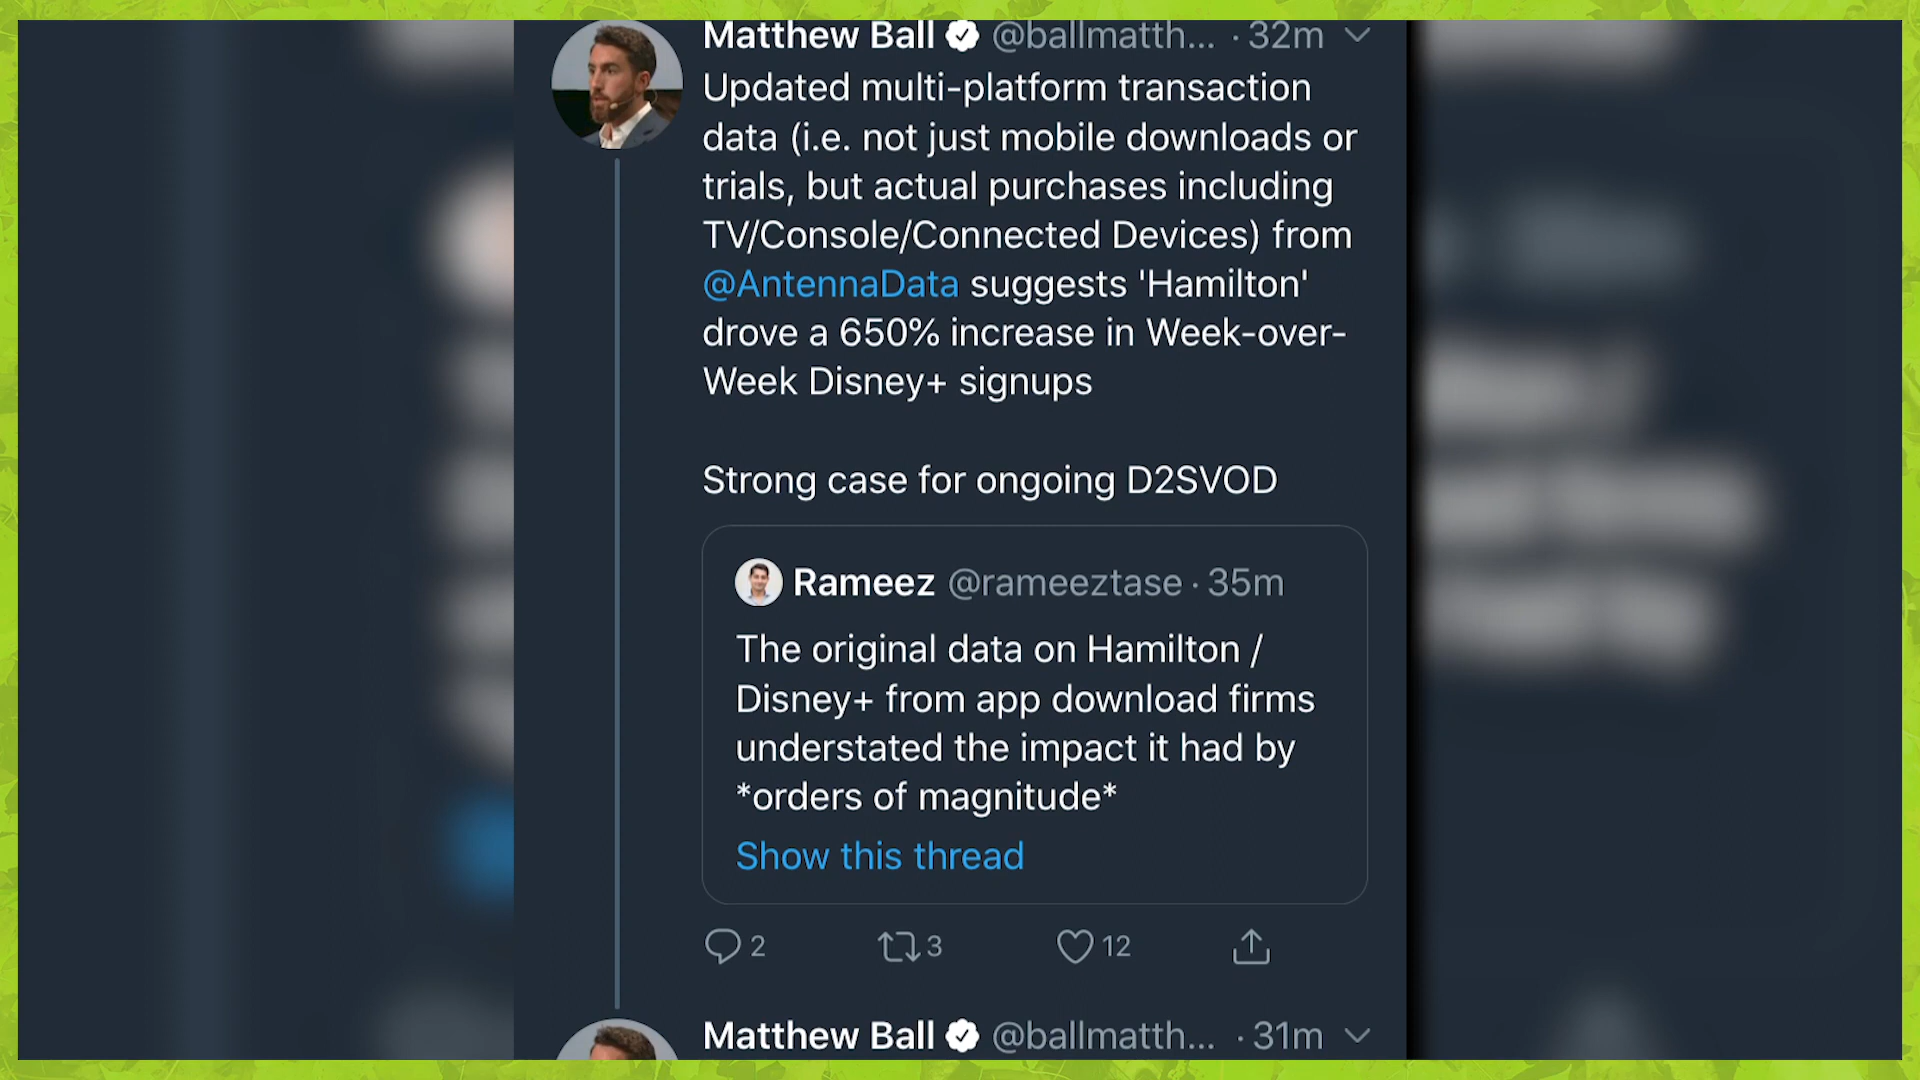 Matthew Ball @ballmatth... · 32m
Updated multi-platform transaction
data (i.e. not just mobile downloads or
trials, but actual purchases including
TV/Console/Connected Devices) from
@AntennaData suggests 'Hamilton'
drove a 650% increase in Week-over-
Week Disney+ signups
Strong case for ongoing D2SVOD
Rameez @rameeztase · 35m
The original data on Hamilton /
Disney+ from app download firms
understated the impact it had by
*orders of magnitude*
Show this thread
2 3 12
Matthew Ball @ballmatth... · 31m